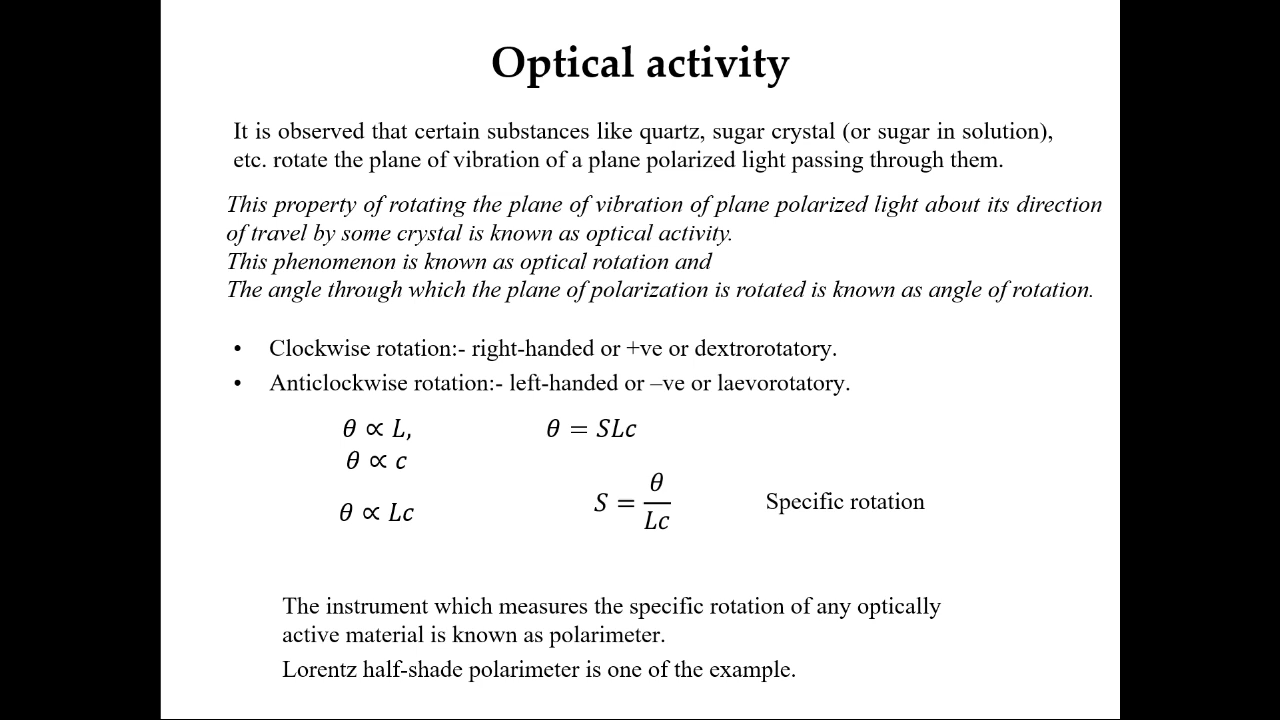 Optical activity
It is observed that certain substances like quartz, sugar crystal (or sugar in solution),
etc. rotate the plane of vibration of a plane polarized light passing through them.
This property of rotating the plane of vibration of plane polarized light about its direction
of travel by some crystal is known as optical activity.
This phenomenon is known as optical rotation and
The angle through which the plane of polarization is rotated is known as angle of rotation.
• Clockwise rotation:- right-handed or +ve or dextrorotatory.
• Anticlockwise rotation:- left-handed or –ve or laevorotatory.
θ ∝ L,
θ ∝ c
θ ∝ Lc
θ = SLc
S = θ/Lc
Specific rotation
The instrument which measures the specific rotation of any optically
active material is known as polarimeter.
Lorentz half-shade polarimeter is one of the example.